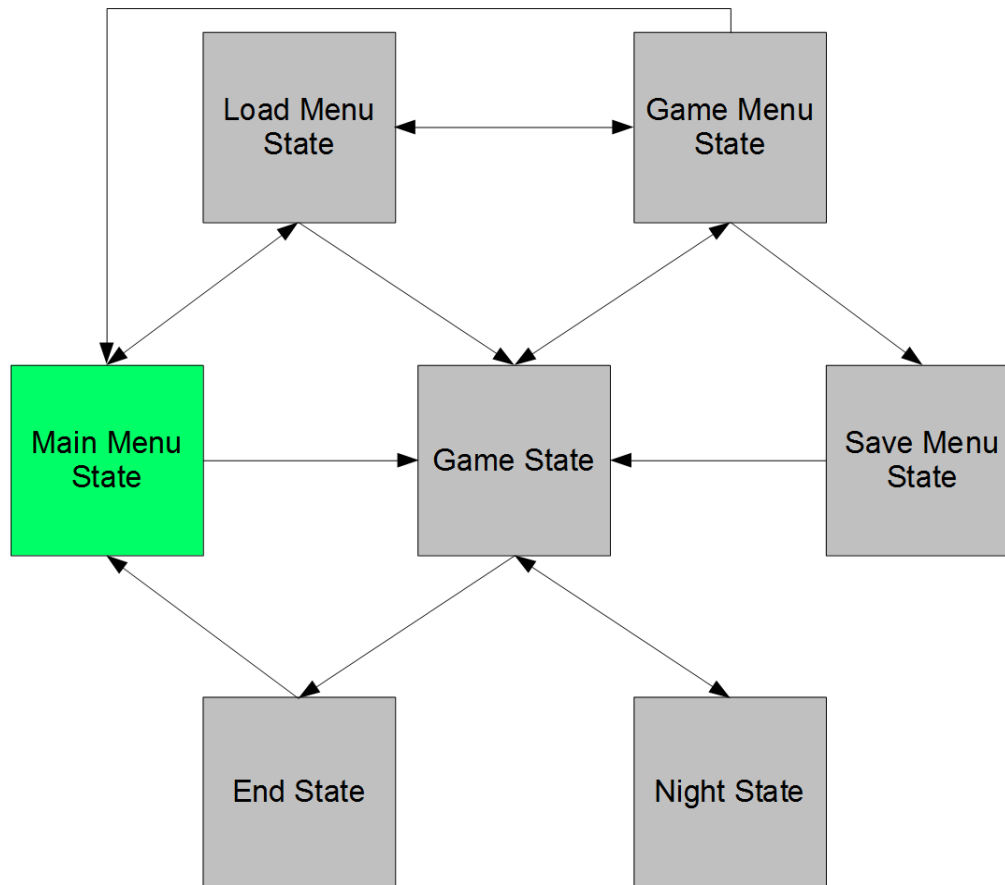 Load Menu
State
Game Menu
State
Main Menu
State
Game State
Save Menu
State
End State
Night State